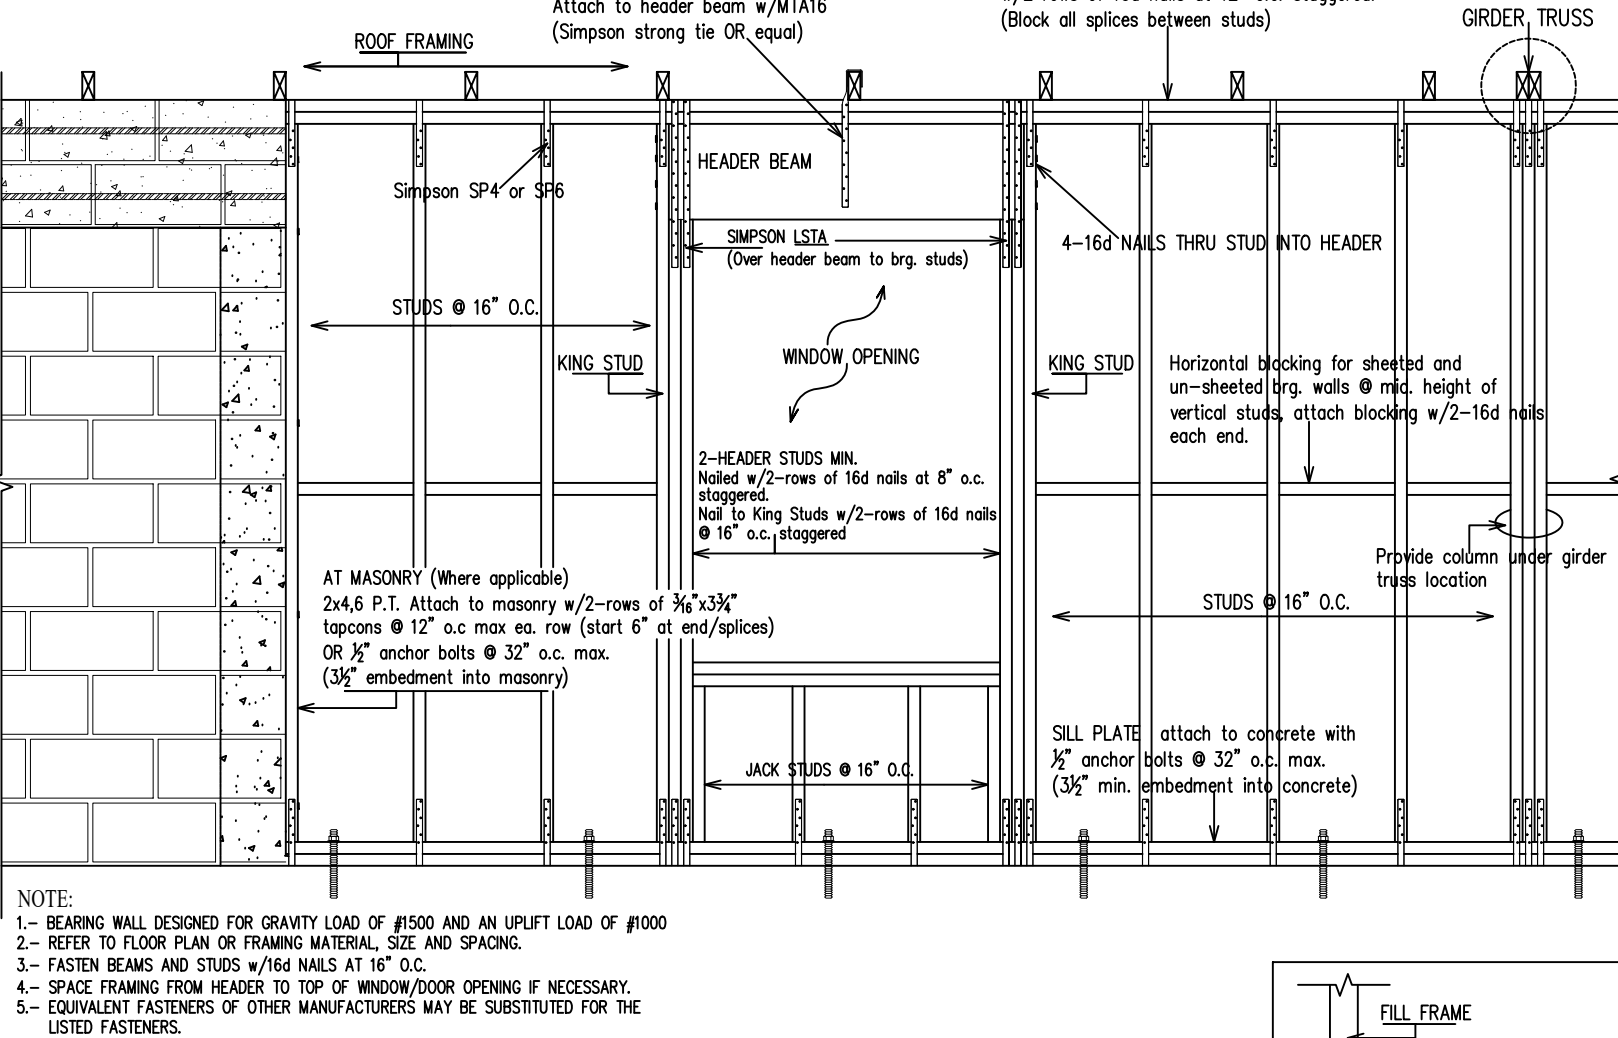 Attach to header beam w/MTA16
(Simpson strong tie OR equal)
(Block all splices between studs)
GIRDER TRUSS
ROOF FRAMING
HEADER BEAM
Simpson SP4 or SP6
SIMPSON LSTA
(Over header beam to brg. studs)
4-16d NAILS THRU STUD INTO HEADER
STUDS @ 16" O.C.
KING STUD
WINDOW OPENING
KING STUD
Horizontal blocking for sheeted and
un-sheeted brg. walls @ mid. height of
vertical studs, attach blocking w/2-16d nails
each end.
2-HEADER STUDS MIN.
Nailed w/2-rows of 16d nails at 8" o.c.
staggered.
Nail to King Studs w/2-rows of 16d nails
@ 16" o.c. staggered
Provide column under girder
truss location
AT MASONRY (Where applicable)
2x4,6 P.T. Attach to masonry w/2-rows of 3/16"x3¾"
tapcons @ 12" o.c max ea. row (start 6" at end/splices)
OR ½" anchor bolts @ 32" o.c. max.
(3½" embedment into masonry)
STUDS @ 16" O.C.
SILL PLATE attach to concrete with
½" anchor bolts @ 32" o.c. max.
(3½" min. embedment into concrete)
JACK STUDS @ 16" O.C.
NOTE:
1.- BEARING WALL DESIGNED FOR GRAVITY LOAD OF #1500 AND AN UPLIFT LOAD OF #1000
2.- REFER TO FLOOR PLAN OR FRAMING MATERIAL, SIZE AND SPACING.
3.- FASTEN BEAMS AND STUDS w/16d NAILS AT 16" O.C.
4.- SPACE FRAMING FROM HEADER TO TOP OF WINDOW/DOOR OPENING IF NECESSARY.
5.- EQUIVALENT FASTENERS OF OTHER MANUFACTURERS MAY BE SUBSTITUTED FOR THE
LISTED FASTENERS.
FILL FRAME